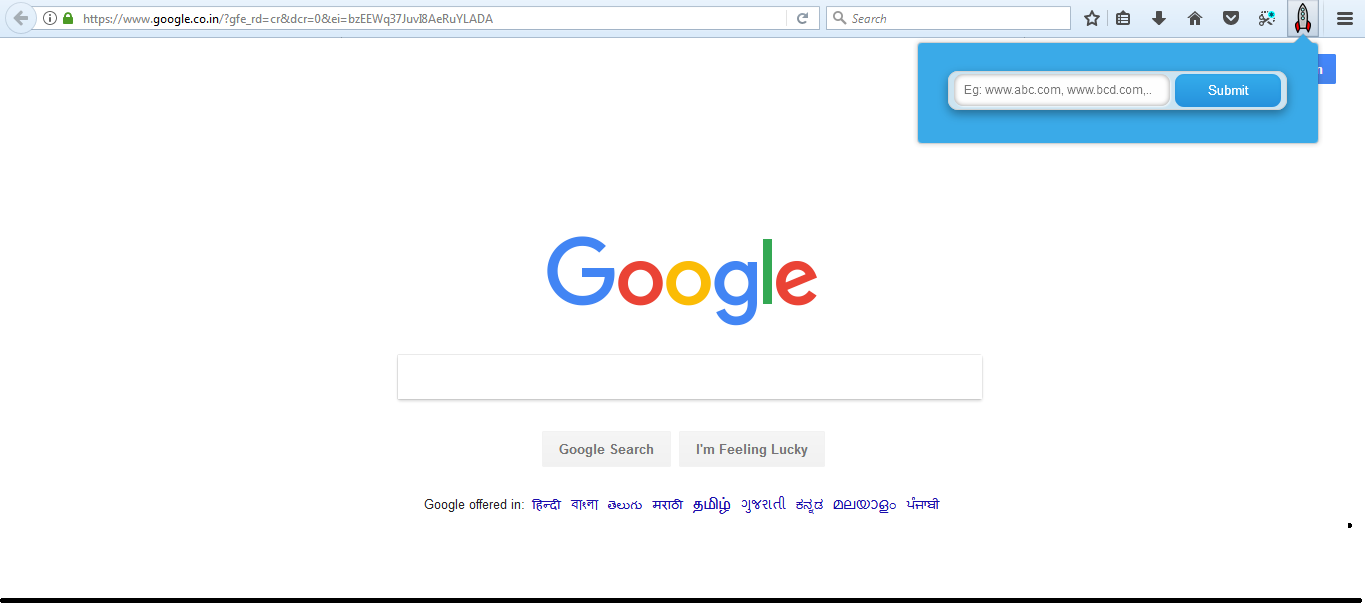 https://www.google.co.in/?gfe_rd=cr&dcr=0&ei=bzEEWq37JuvI8AeRuYLADA
Search
Eg: www.abc.com, www.bcd.com,..
Submit
n
Google
Google Search
I'm Feeling Lucky
Google offered in: हिन्दी বাংলা తెలుగు मराठी தமிழ் ગુજરાતી ಕನ್ನಡ മലയാളം ਪੰਜਾਬੀ